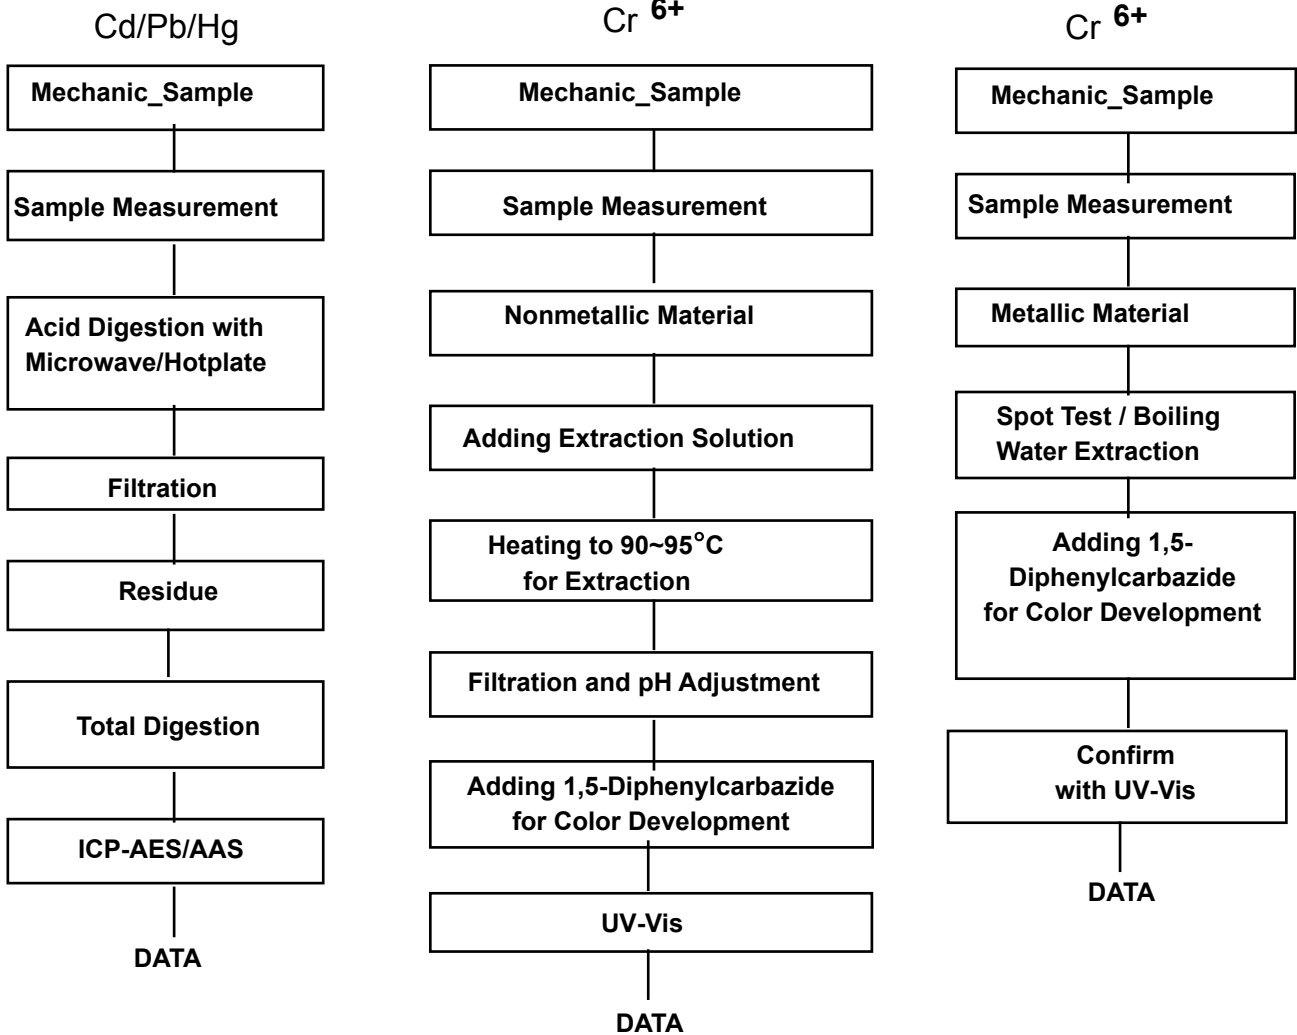 Cd/Pb/Hg
Mechanic_Sample
Sample Measurement
Acid Digestion with
Microwave/Hotplate
Filtration
Residue
Total Digestion
ICP-AES/AAS
DATA
Cr 6+
Mechanic_Sample
Sample Measurement
Nonmetallic Material
Adding Extraction Solution
Heating to 90~95°C
for Extraction
Filtration and pH Adjustment
Adding 1,5-Diphenylcarbazide
for Color Development
UV-Vis
DATA
Cr 6+
Mechanic_Sample
Sample Measurement
Metallic Material
Spot Test / Boiling
Water Extraction
Adding 1,5-
Diphenylcarbazide
for Color Development
Confirm
with UV-Vis
DATA